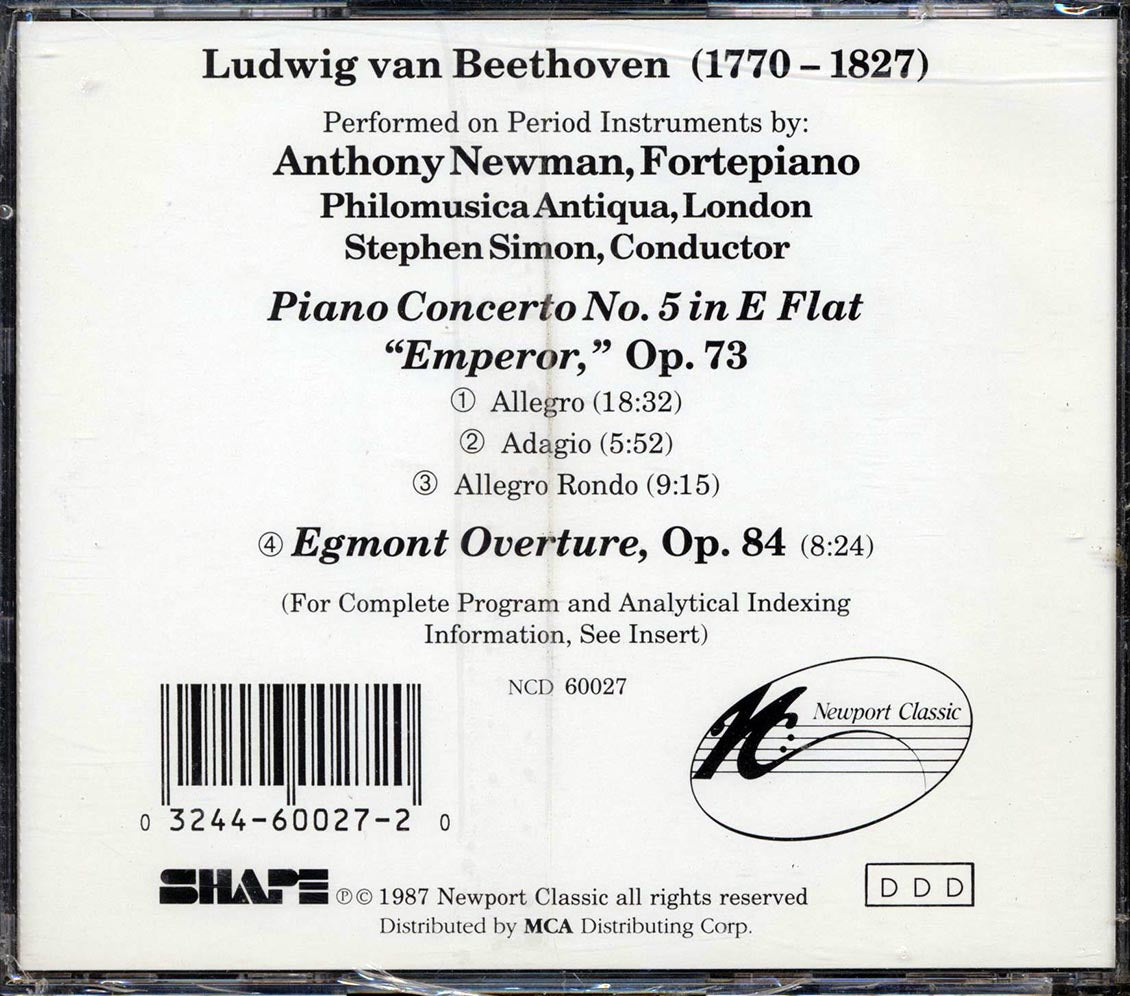 Ludwig van Beethoven (1770 – 1827)
Performed on Period Instruments by:
Anthony Newman, Fortepiano
Philomusica Antiqua, London
Stephen Simon, Conductor
Piano Concerto No. 5 in E Flat
“Emperor,” Op. 73
① Allegro (18:32)
② Adagio (5:52)
③ Allegro Rondo (9:15)
④ Egmont Overture, Op. 84 (8:24)
(For Complete Program and Analytical Indexing
Information, See Insert)
NCD 60027
NC Newport Classic
0 3244-60027-2 0
SHAPE ℗© 1987 Newport Classic all rights reserved
DDD
Distributed by MCA Distributing Corp.